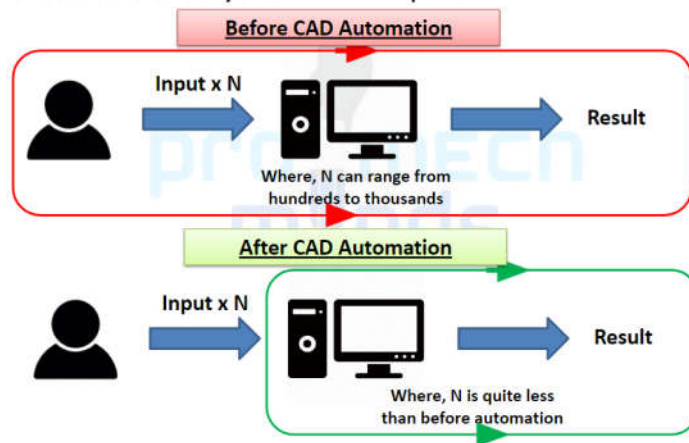 Before CAD Automation
Input x N
Result
Where, N can range from
hundreds to thousands
After CAD Automation
Input x N
Result
Where, N is quite less
than before automation